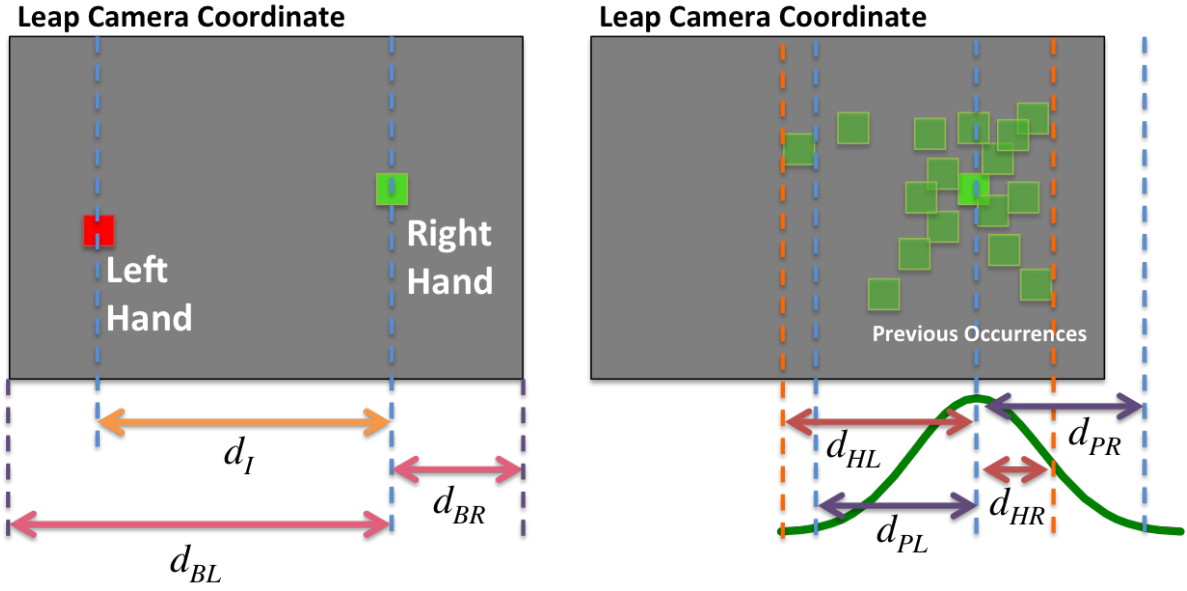 Leap Camera Coordinate
Left
Hand
Right
Hand
d_I
d_BR
d_BL
Leap Camera Coordinate
Previous Occurrences
d_HL
d_PR
d_HR
d_PL